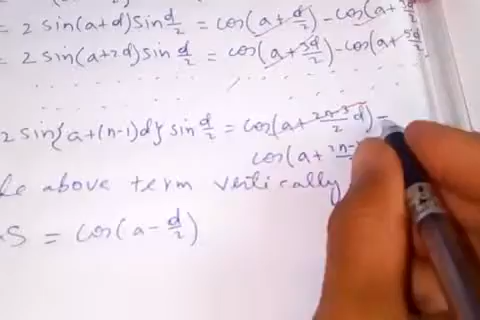 = 2 sin(a+d) sin d/2 = cos(a + d/2) - cos(a + 3d/2)
= 2 sin(a+2d) sin d/2 = cos(a + 3d/2) - cos(a + 5d/2)
2 sin{a+(n-1)d} sin d/2 = cos(a + 2n-3/2 d) -
cos(a + 2n-
above term vertically
S = cos(a - d/2)